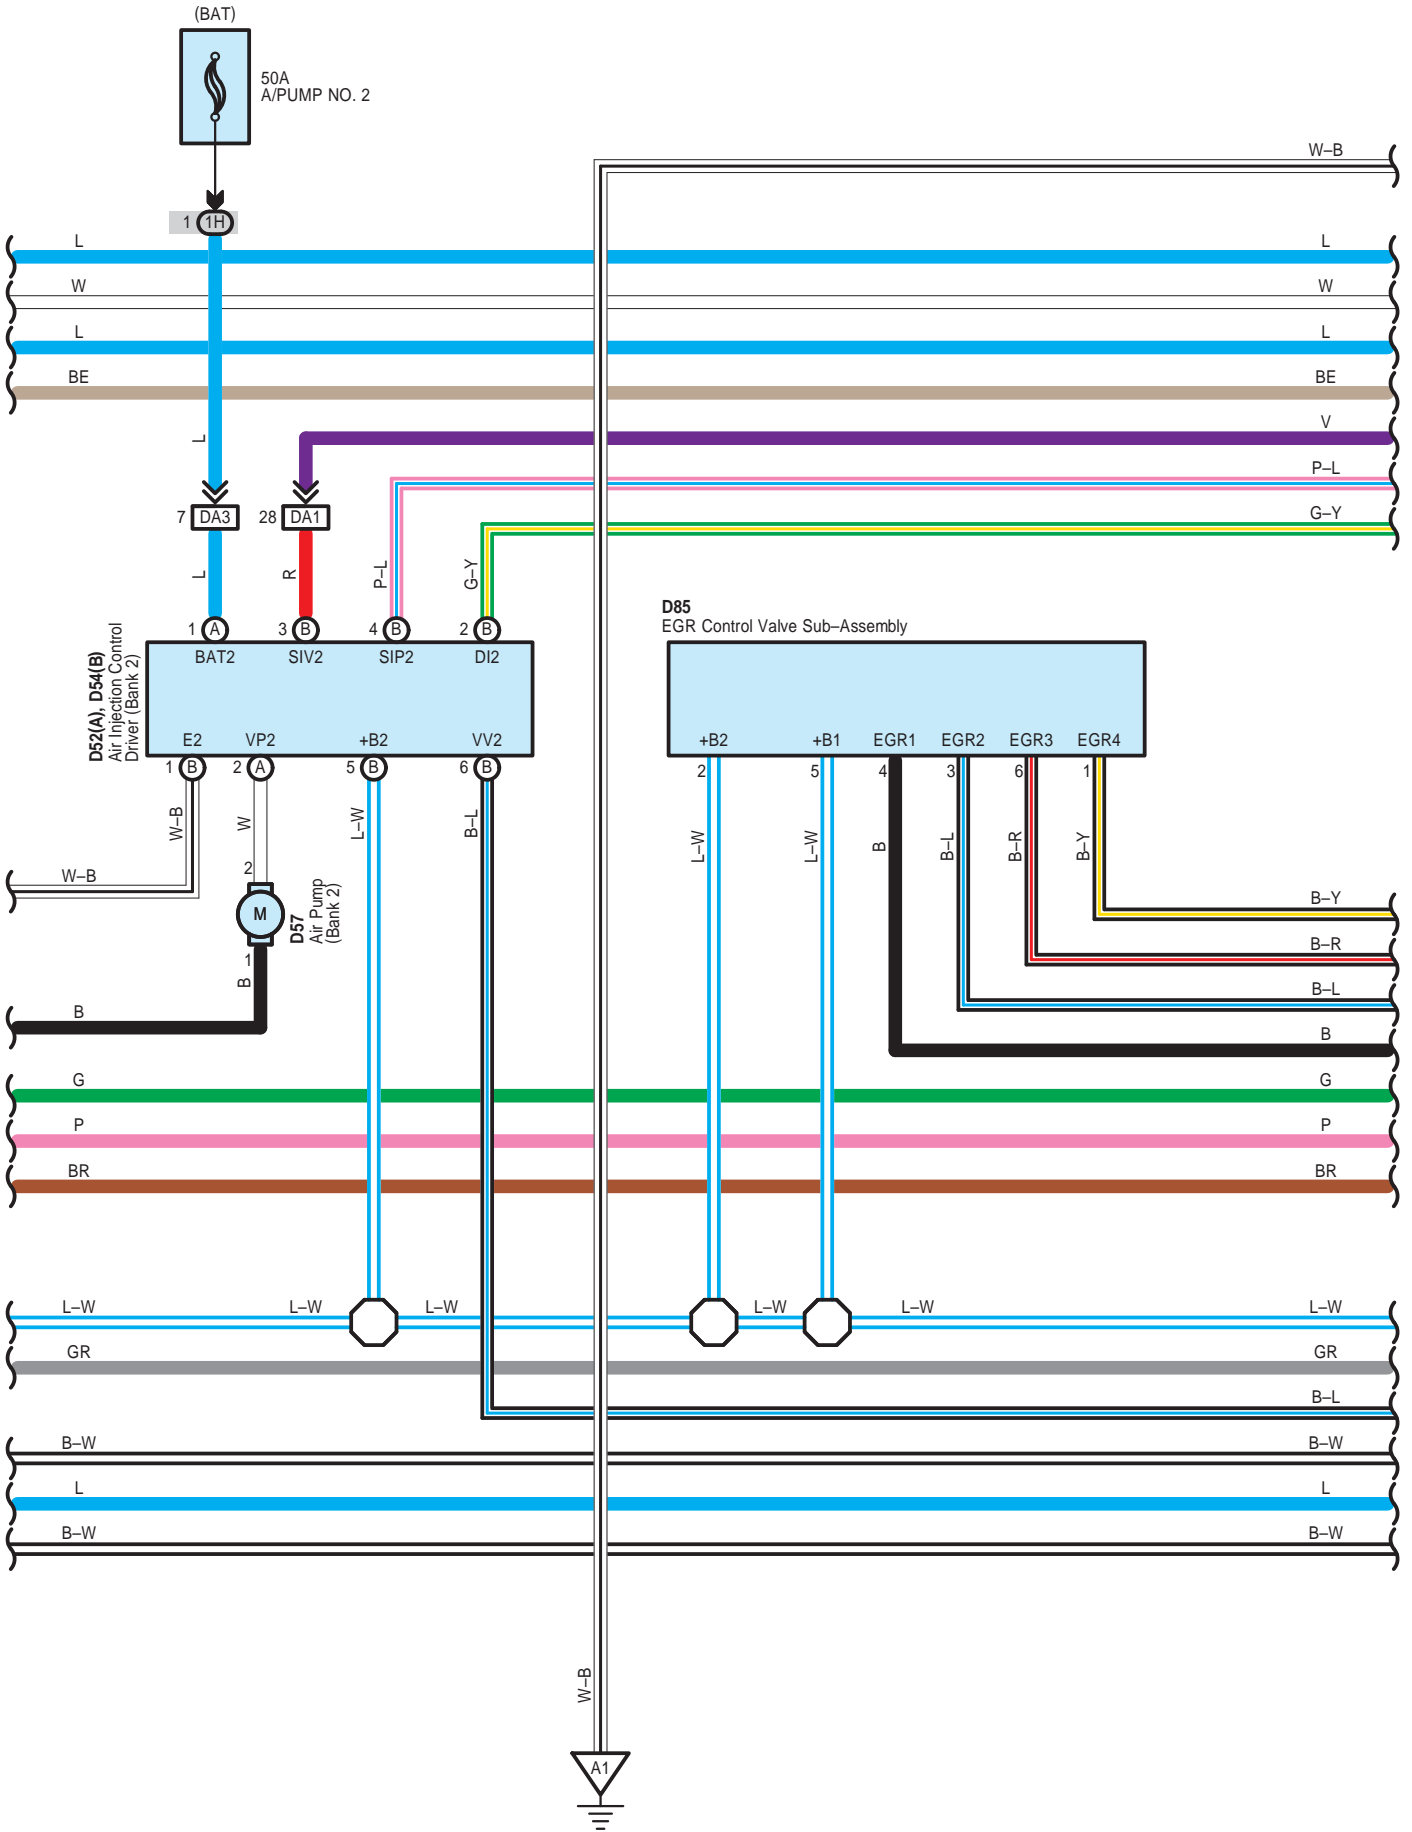 (BAT)
50A
A/PUMP NO. 2
W–B
1 1H
L L
W W
L L
BE BE
V
L
P–L
7 DA3 28 DA1
G–Y
L R P–L G–Y
D85
EGR Control Valve Sub–Assembly
1 A 3 B 4 B 2 B
BAT2 SIV2 SIP2 DI2
D52(A), D54(B)
Air Injection Control
Driver (Bank 2)
E2 VP2 +B2 VV2
+B2 +B1 EGR1 EGR2 EGR3 EGR4
1 B 2 A 5 B 6 B
2 5 4 3 6 1
W–B W L–W B–L
L–W L–W B B–L B–R B–Y
W–B
2
M
D57
Air Pump
(Bank 2)
1
B
B–Y
B–R
B–L
B B
G G
P P
BR BR
L–W L–W L–W L–W L–W L–W
GR GR
B–L
B–W B–W
L L
B–W B–W
W–B
A1